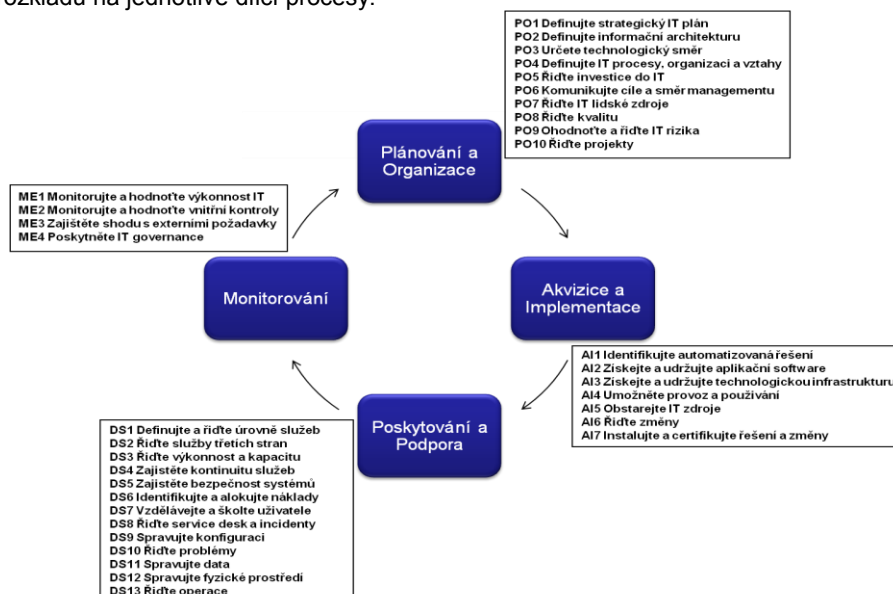 ozkladu na jednotlivé dílčí procesy.
PO1 Definujte strategický IT plán
PO2 Definujte informační architekturu
PO3 Určete technologický směr
PO4 Definujte IT procesy, organizaci a vztahy
PO5 Řiďte investice do IT
PO6 Komunikujte cíle a směr managementu
PO7 Řiďte IT lidské zdroje
PO8 Řiďte kvalitu
PO9 Ohodnoťte a řiďte IT rizika
PO10 Řiďte projekty
Plánování a
Organizace
ME1 Monitorujte a hodnoťte výkonnost IT
ME2 Monitorujte a hodnoťte vnitřní kontroly
ME3 Zajištěte shodu s externími požadavky
ME4 Poskytněte IT governance
Monitorování
Akvizice a
Implementace
AI1 Identifikujte automatizovaná řešení
AI2 Získejte a udržujte aplikační software
AI3 Získejte a udržujte technologickou infrastrukturu
AI4 Umožněte provoz a používání
AI5 Obstarejte IT zdroje
AI6 Řiďte změny
AI7 Instalujte a certifikujte řešení a změny
Poskytování a
Podpora
DS1 Definujte a řiďte úrovně služeb
DS2 Řiďte služby třetích stran
DS3 Řiďte výkonnost a kapacitu
DS4 Zajistěte kontinuitu služeb
DS5 Zajistěte bezpečnost systémů
DS6 Identifikujte a alokujte náklady
DS7 Vzdělávejte a školte uživatele
DS8 Řiďte service desk a incidenty
DS9 Spravujte konfiguraci
DS10 Řiďte problémy
DS11 Spravujte data
DS12 Spravujte fyzické prostředí
DS13 Řiďte operace